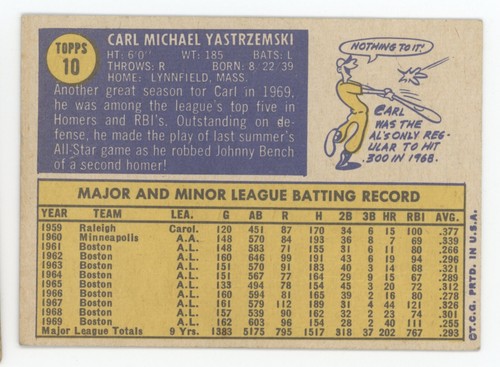 TOPPS
10
CARL MICHAEL YASTRZEMSKI
HT: 6'0" WT: 185 BATS: L
THROWS: R BORN: 8 22 39
HOME: LYNNFIELD, MASS.
Another great season for Carl in 1969,
he was among the league's top five in
Homers and RBI's. Outstanding on de-
fense, he made the play of last summer's
All-Star game as he robbed Johnny Bench
of a second homer!
NOTHING TO IT!
CARL
WAS THE
AL'S ONLY REG-
ULAR TO HIT
.300 IN 1968.
MAJOR AND MINOR LEAGUE BATTING RECORD
YEAR TEAM LEA. G AB R H 2B 3B HR RBI AVG.
1959 Raleigh Carol. 120 451 87 170 34 6 15 100 .377
1960 Minneapolis A.A. 148 570 84 193 36 8 7 69 .339
1961 Boston A.L. 148 583 71 155 31 6 11 80 .266
1962 Boston A.L. 160 646 99 191 43 6 19 94 .296
1963 Boston A.L. 151 570 91 183 40 3 14 68 .321
1964 Boston A.L. 151 567 77 164 29 9 15 67 .289
1965 Boston A.L. 133 494 78 154 45 3 20 72 .312
1966 Boston A.L. 160 594 81 165 39 2 16 80 .278
1967 Boston A.L. 161 579 112 189 31 4 44 121 .326
1968 Boston A.L. 157 539 90 162 32 2 23 74 .301
1969 Boston A.L. 162 603 96 154 28 2 40 111 .255
Major League Totals 9 Yrs. 1383 5175 795 1517 318 37 202 767 .293
©T.C.G. PRTD. IN U.S.A.